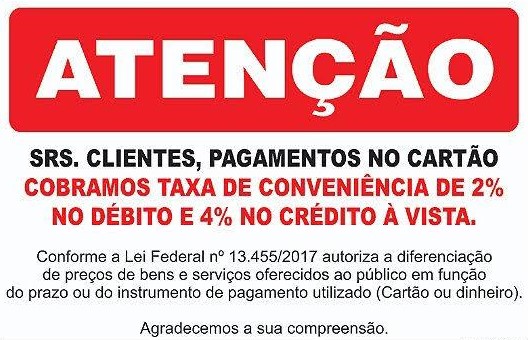 ATENÇÃO
SRS. CLIENTES, PAGAMENTOS NO CARTÃO
COBRAMOS TAXA DE CONVENIÊNCIA DE 2%
NO DÉBITO E 4% NO CRÉDITO À VISTA.
Conforme a Lei Federal nº 13.455/2017 autoriza a diferenciação
de preços de bens e serviços oferecidos ao público em função
do prazo ou do instrumento de pagamento utilizado (Cartão ou dinheiro).
Agradecemos a sua compreensão.